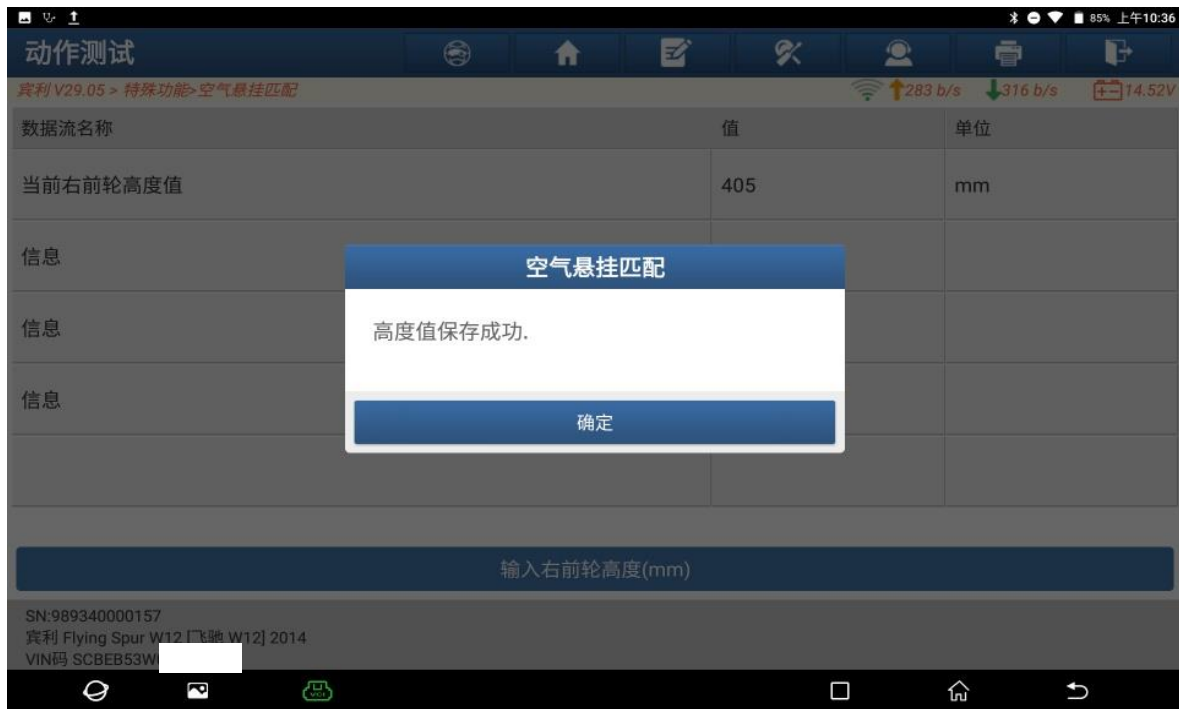 85% 上午10:36
动作测试
宾利 V29.05 > 特殊功能>空气悬挂匹配
283 b/s 316 b/s 14.52V
数据流名称 值 单位
当前右前轮高度值 405 mm
信息
空气悬挂匹配
信息
高度值保存成功.
信息
确定
输入右前轮高度(mm)
SN:989340000157
宾利 Flying Spur W12 [飞驰 W12] 2014
VIN码 SCBEB53W
VCI